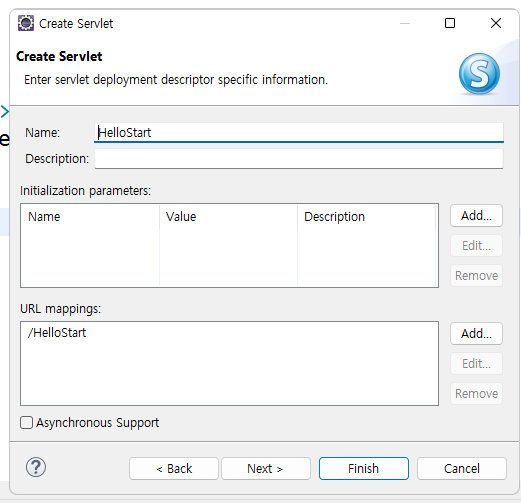 Create Servlet
Create Servlet
Enter servlet deployment descriptor specific information.
Name: HelloStart
Description:
Initialization parameters:
Name Value Description
Add...
Edit...
Remove
URL mappings:
/HelloStart
Add...
Edit...
Remove
Asynchronous Support
? < Back Next > Finish Cancel